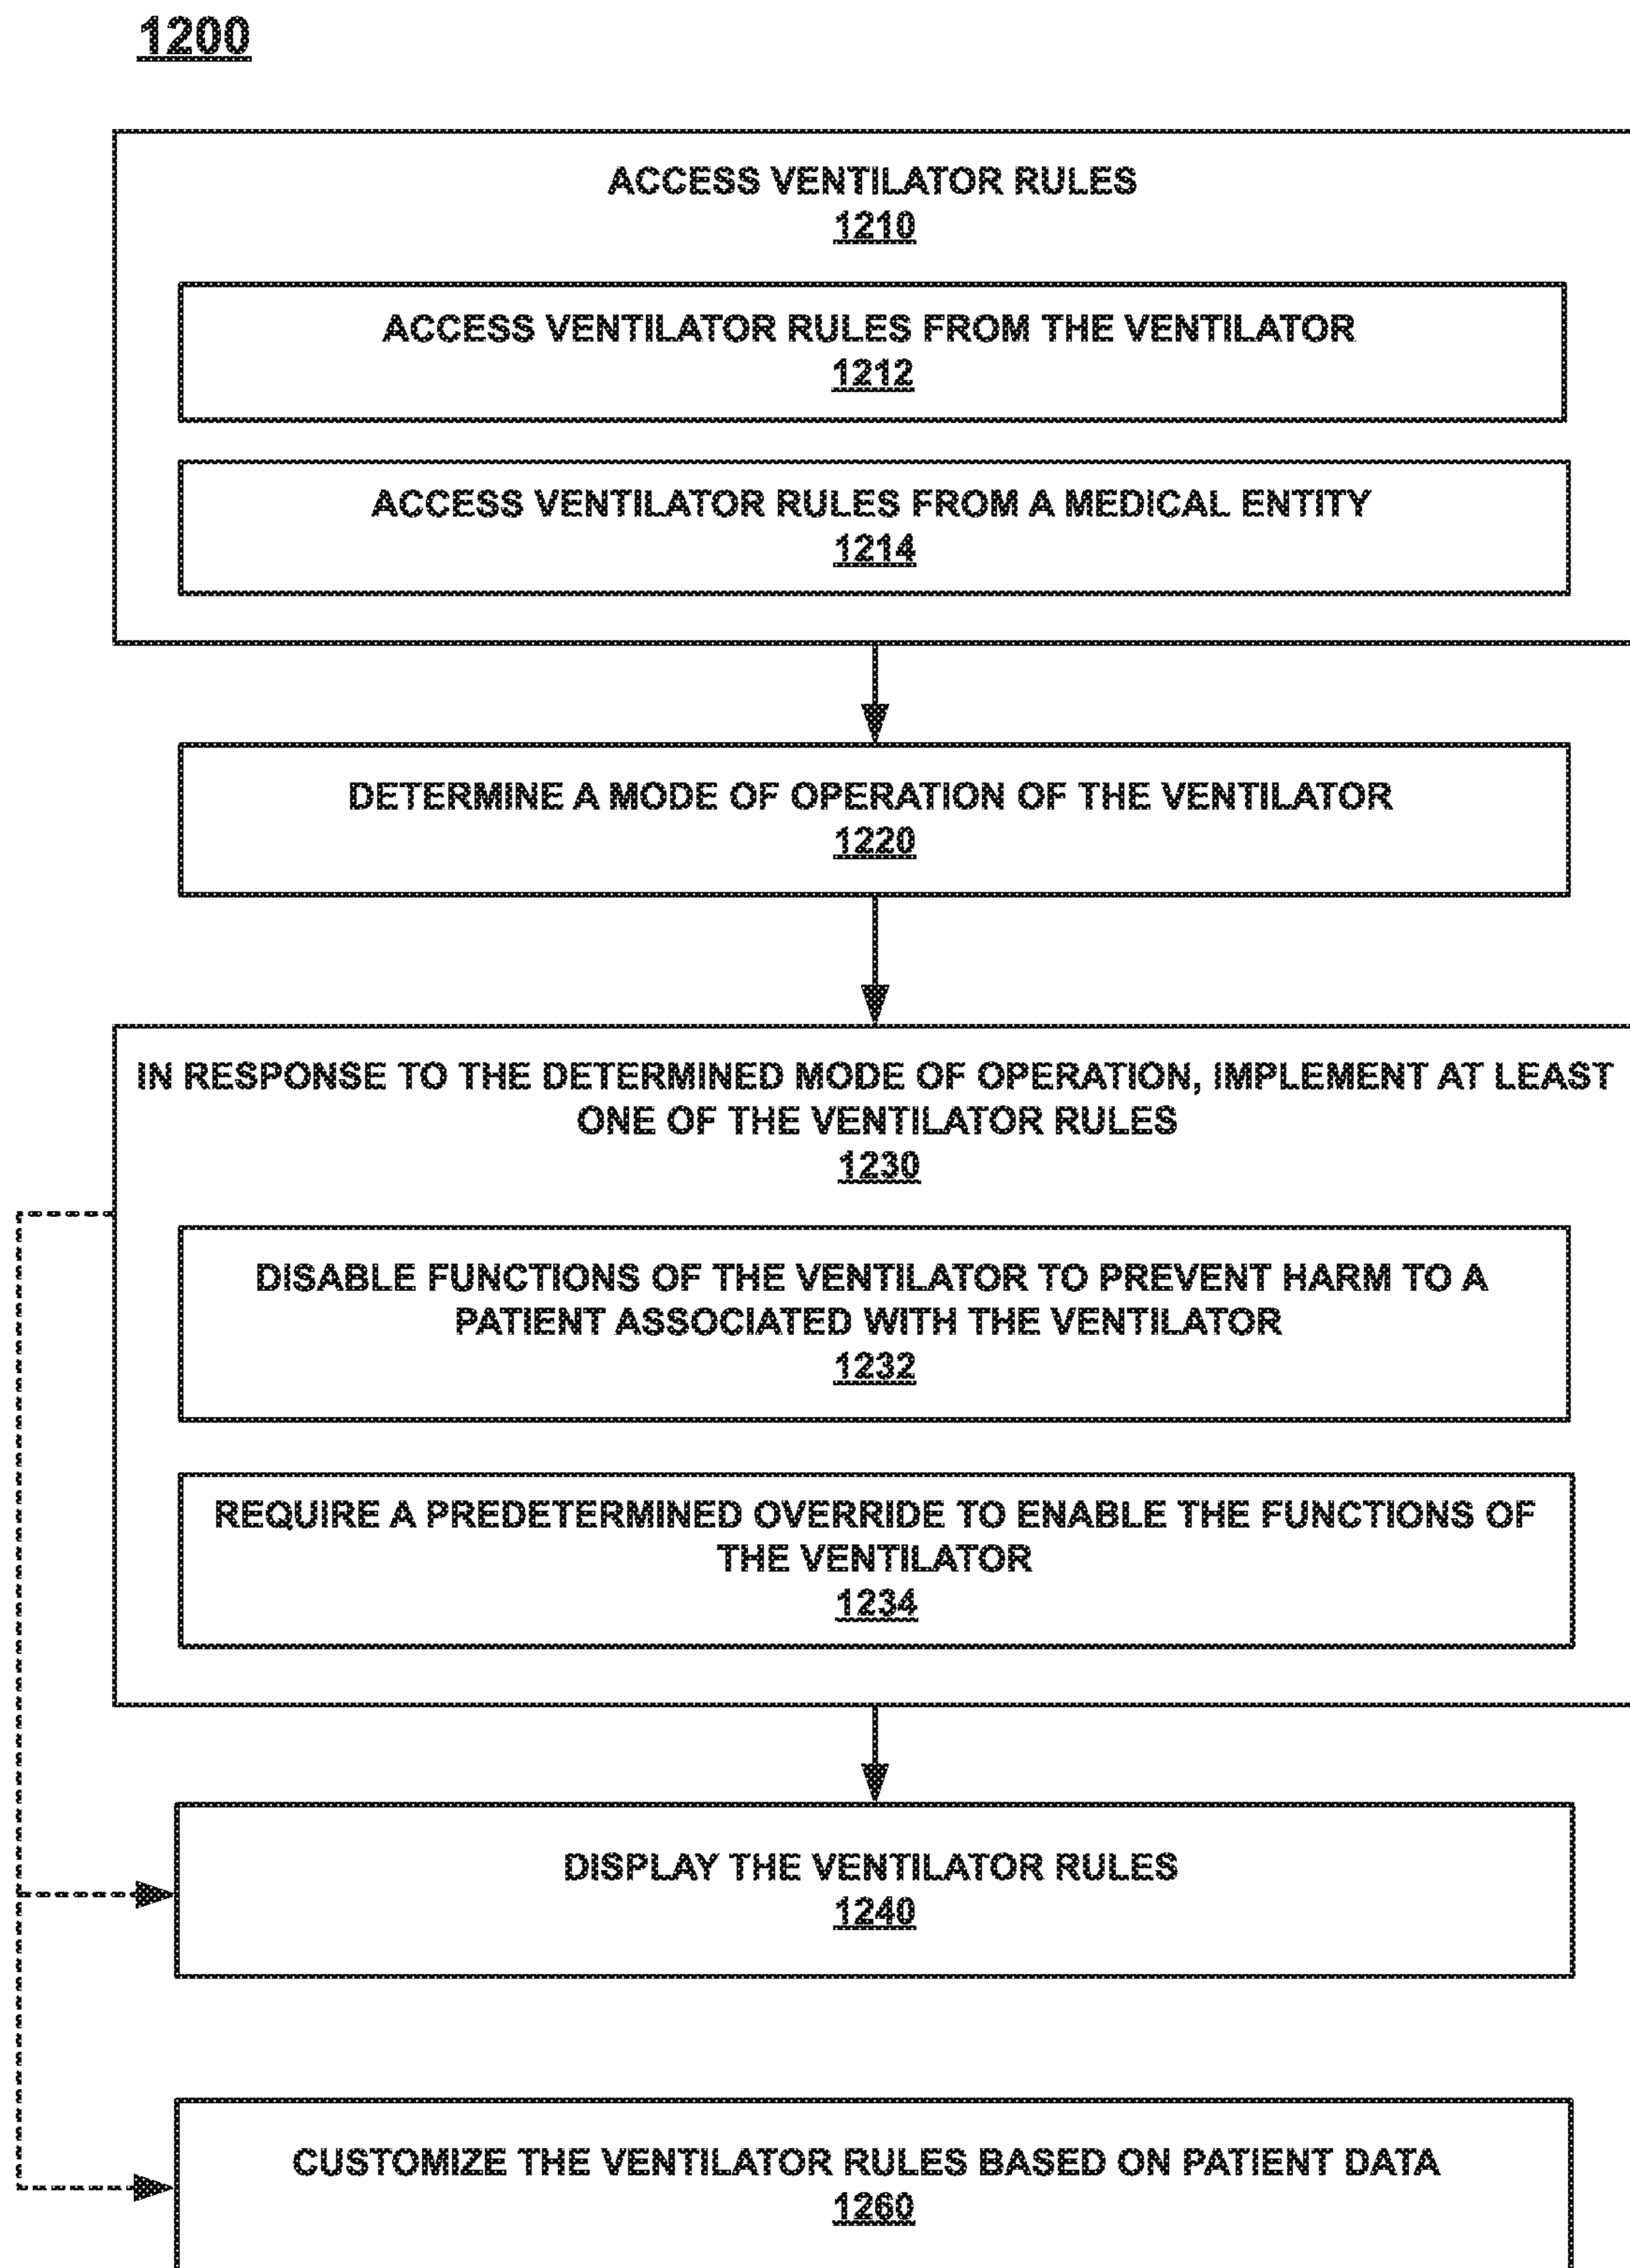 1200
ACCESS VENTILATOR RULES
1210
ACCESS VENTILATOR RULES FROM THE VENTILATOR
1212
ACCESS VENTILATOR RULES FROM A MEDICAL ENTITY
1214
DETERMINE A MODE OF OPERATION OF THE VENTILATOR
1220
IN RESPONSE TO THE DETERMINED MODE OF OPERATION, IMPLEMENT AT LEAST
ONE OF THE VENTILATOR RULES
1230
DISABLE FUNCTIONS OF THE VENTILATOR TO PREVENT HARM TO A
PATIENT ASSOCIATED WITH THE VENTILATOR
1232
REQUIRE A PREDETERMINED OVERRIDE TO ENABLE THE FUNCTIONS OF
THE VENTILATOR
1234
DISPLAY THE VENTILATOR RULES
1240
CUSTOMIZE THE VENTILATOR RULES BASED ON PATIENT DATA
1260